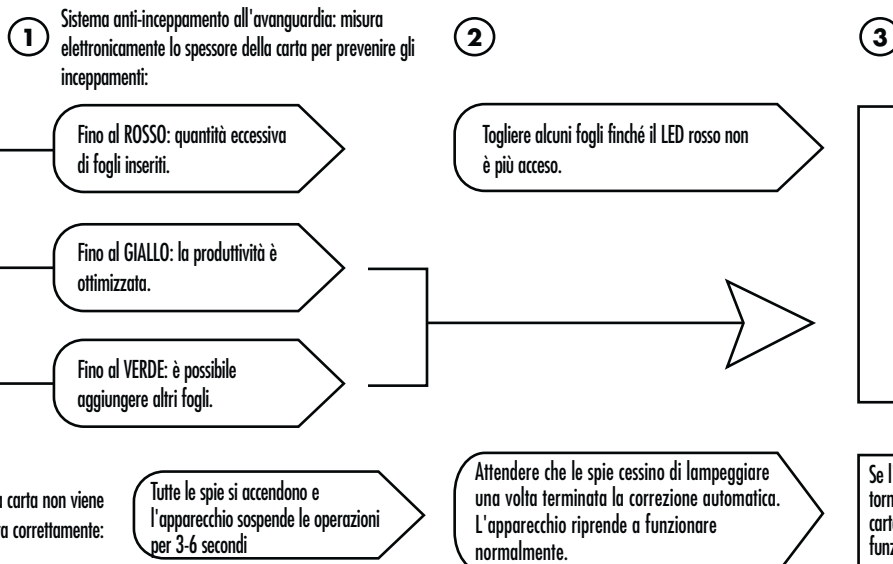 1
Sistema anti-inceppamento all'avanguardia: misura
elettronicamente lo spessore della carta per prevenire gli
inceppamenti:
2
3
Fino al ROSSO: quantità eccessiva
di fogli inseriti.
Togliere alcuni fogli finché il LED rosso non
è più acceso.
Fino al GIALLO: la produttività è
ottimizzata.
Fino al VERDE: è possibile
aggiungere altri fogli.
carta non viene
correttamente:
Tutte le spie si accendono e
l'apparecchio sospende le operazioni
per 3-6 secondi
Attendere che le spie cessino di lampeggiare
una volta terminata la correzione automatica.
L'apparecchio riprende a funzionare
normalmente.
Se